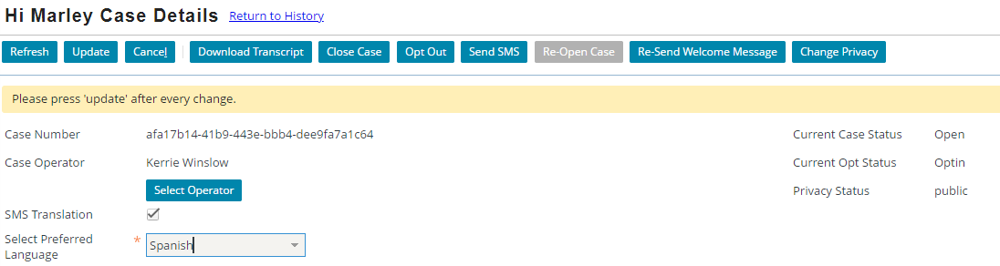 Hi Marley Case Details Return to History
Refresh Update Cancel Download Transcript Close Case Opt Out Send SMS Re-Open Case Re-Send Welcome Message Change Privacy
Please press 'update' after every change.
Case Number afa17b14-41b9-443e-bbb4-dee9fa7a1c64 Current Case Status Open
Case Operator Kerrie Winslow Current Opt Status Optin
Select Operator Privacy Status public
SMS Translation
Select Preferred Language * Spanish